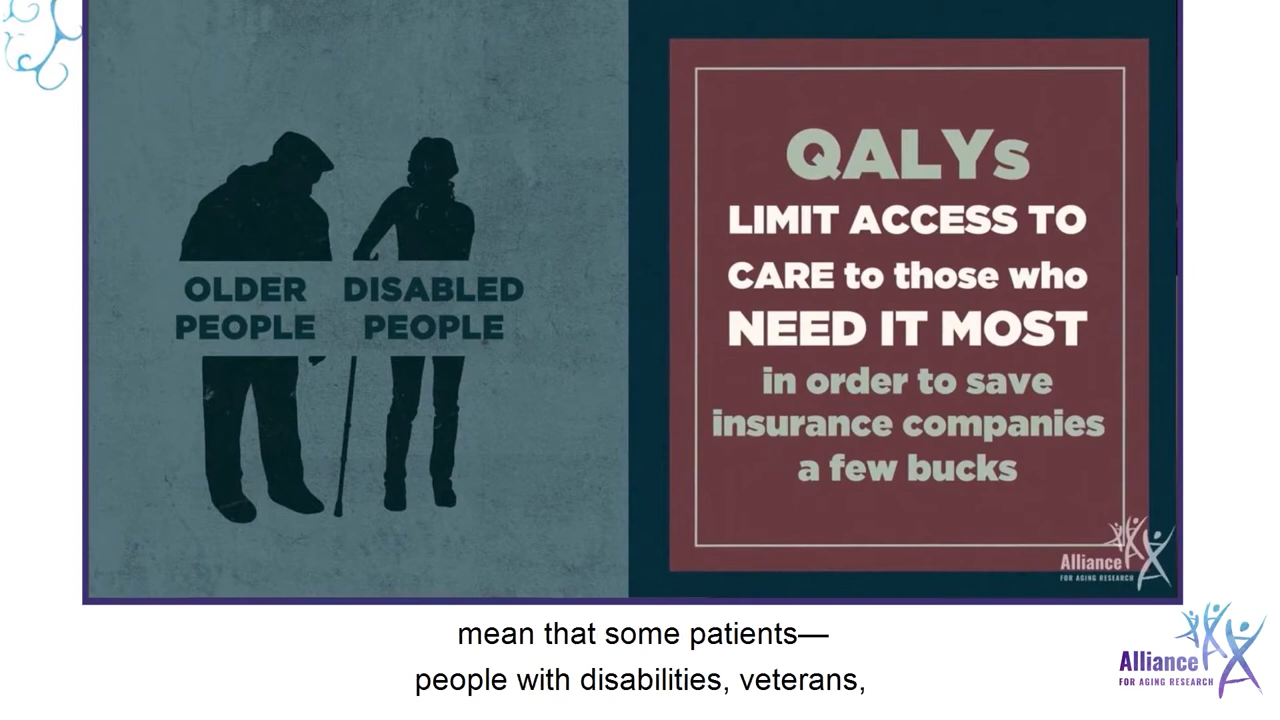 OLDER PEOPLE
DISABLED PEOPLE
QALYs
LIMIT ACCESS TO
CARE to those who
NEED IT MOST
in order to save
insurance companies
a few bucks
Alliance
FOR AGING RESEARCH
mean that some patients—
people with disabilities, veterans,
Alliance
FOR AGING RESEARCH